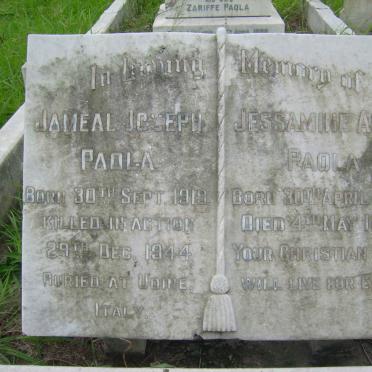 ZARIFFE PAOLA
In Loving Memory of
JAMEAL JOSEPH
PAOLA
BORN 30TH SEPT. 1919
KILLED IN ACTION
29TH DEC. 1944
BURIED AT UDINE,
ITALY.
JESSAMINE
PAOLA
BORN 30TH APRIL
DIED 4TH MAY
YOUR CHRISTIAN
WILL LIVE FOR